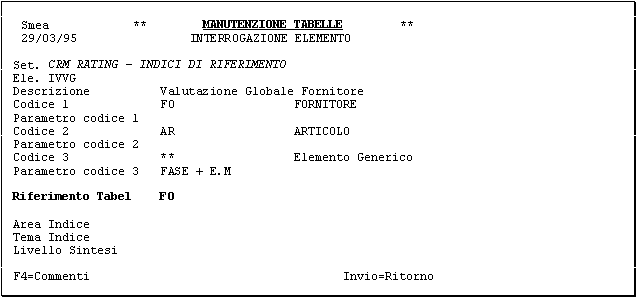 Smea ** MANUTENZIONE TABELLE **
29/03/95 INTERROGAZIONE ELEMENTO
Set. CRM RATING - INDICI DI RIFERIMENTO
Ele. IVVG
Descrizione Valutazione Globale Fornitore
Codice 1 FO FORNITORE
Parametro codice 1
Codice 2 AR ARTICOLO
Parametro codice 2
Codice 3 ** Elemento Generico
Parametro codice 3 FASE + E.M
Riferimento Tabel FO
Area Indice
Tema Indice
Livello Sintesi
F4=Commenti Invio=Ritorno